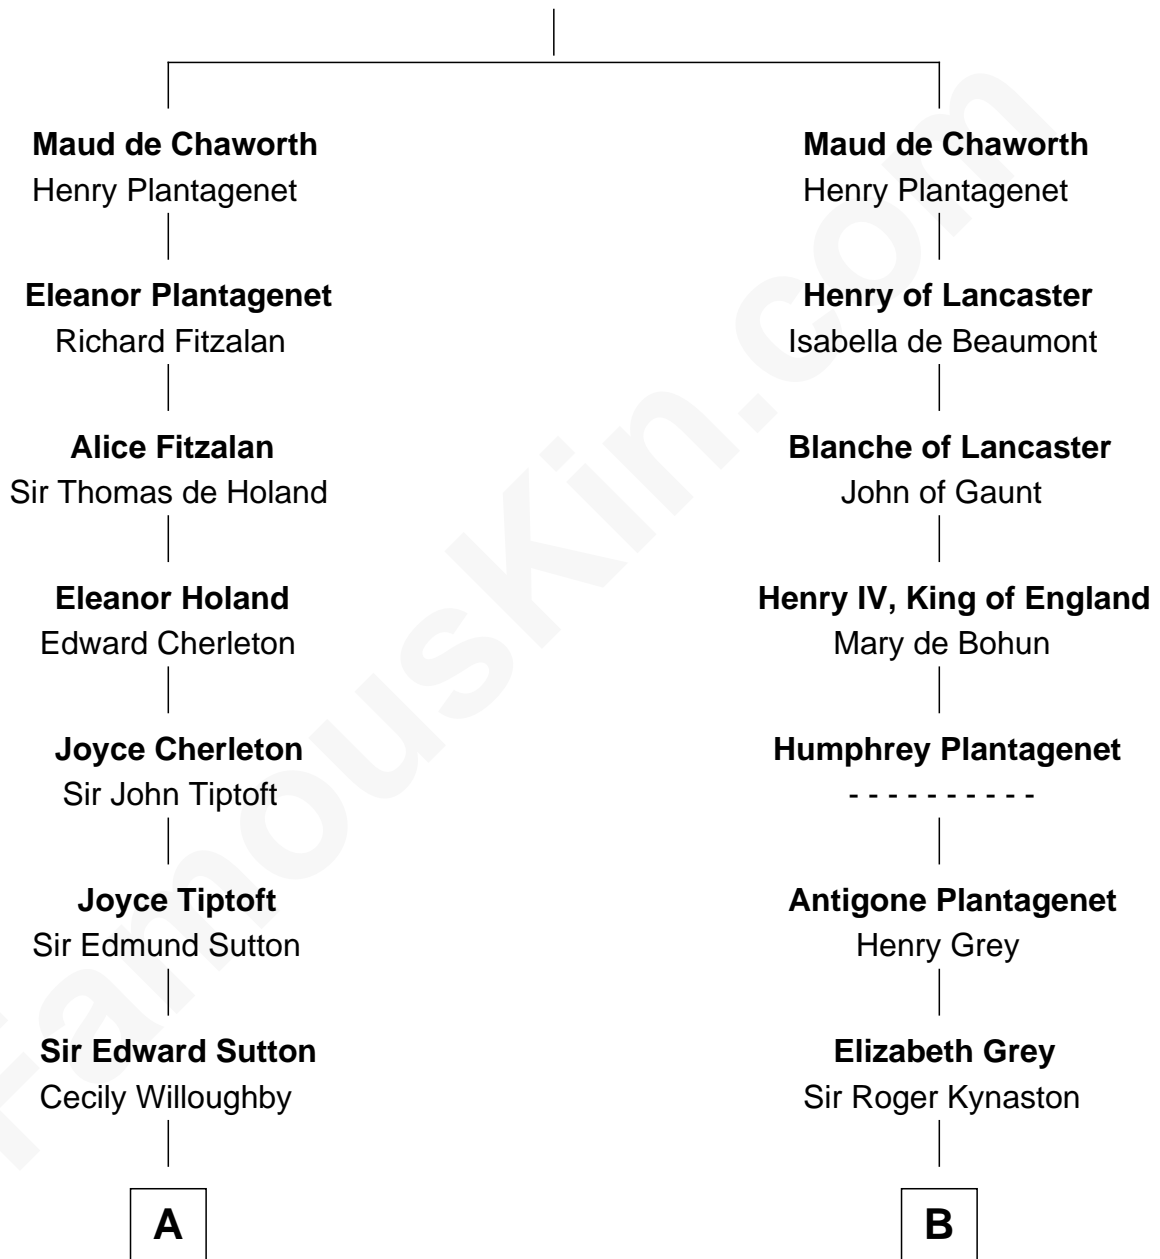 Maud de Chaworth
Henry Plantagenet
Eleanor Plantagenet
Richard Fitzalan
Alice Fitzalan
Sir Thomas de Holand
Eleanor Holand
Edward Cherleton
Joyce Cherleton
Sir John Tiptoft
Joyce Tiptoft
Sir Edmund Sutton
Sir Edward Sutton
Cecily Willoughby
A
Maud de Chaworth
Henry Plantagenet
Henry of Lancaster
Isabella de Beaumont
Blanche of Lancaster
John of Gaunt
Henry IV, King of England
Mary de Bohun
Humphrey Plantagenet
- - - - - - - - - -
Antigone Plantagenet
Henry Grey
Elizabeth Grey
Sir Roger Kynaston
B
FamousKin.com